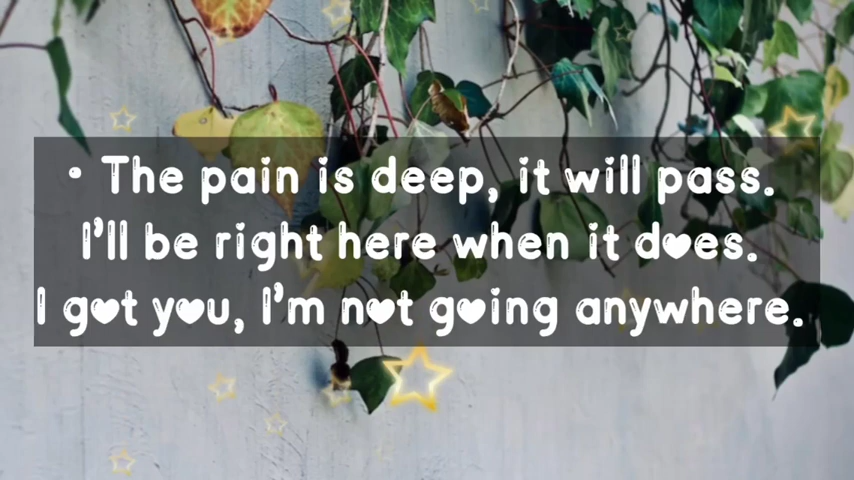 • The pain is deep, it will pass.
I'll be right here when it does.
I got you, I'm not going anywhere.